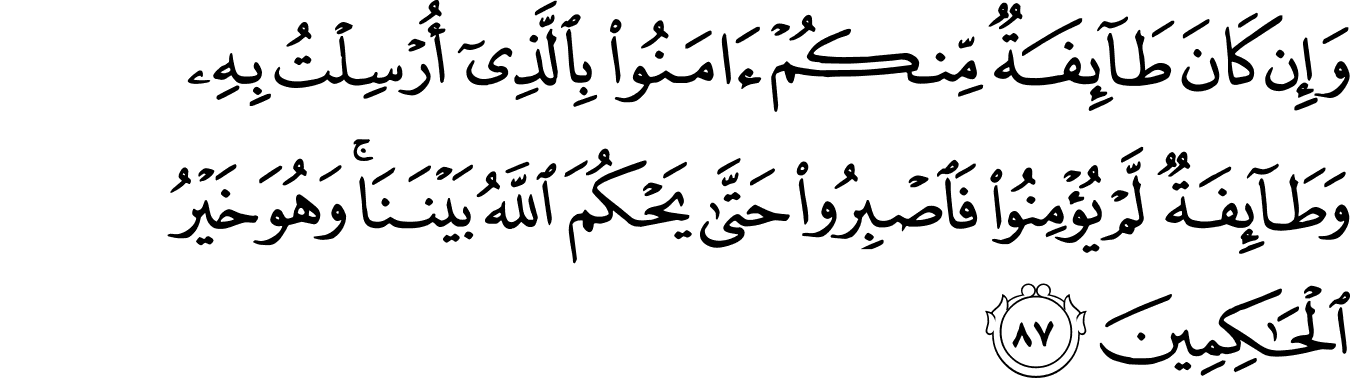 وَإِن كَانَ طَآئِفَةٌ مِّنكُمْ ءَامَنُوا۟ بِٱلَّذِىٓ أُرْسِلْتُ بِهِۦ
وَطَآئِفَةٌ لَّمْ يُؤْمِنُوا۟ فَٱصْبِرُوا۟ حَتَّىٰ يَحْكُمَ ٱللَّهُ بَيْنَنَا ۚ وَهُوَ خَيْرُ
ٱلْحَـٰكِمِينَ ٨٧